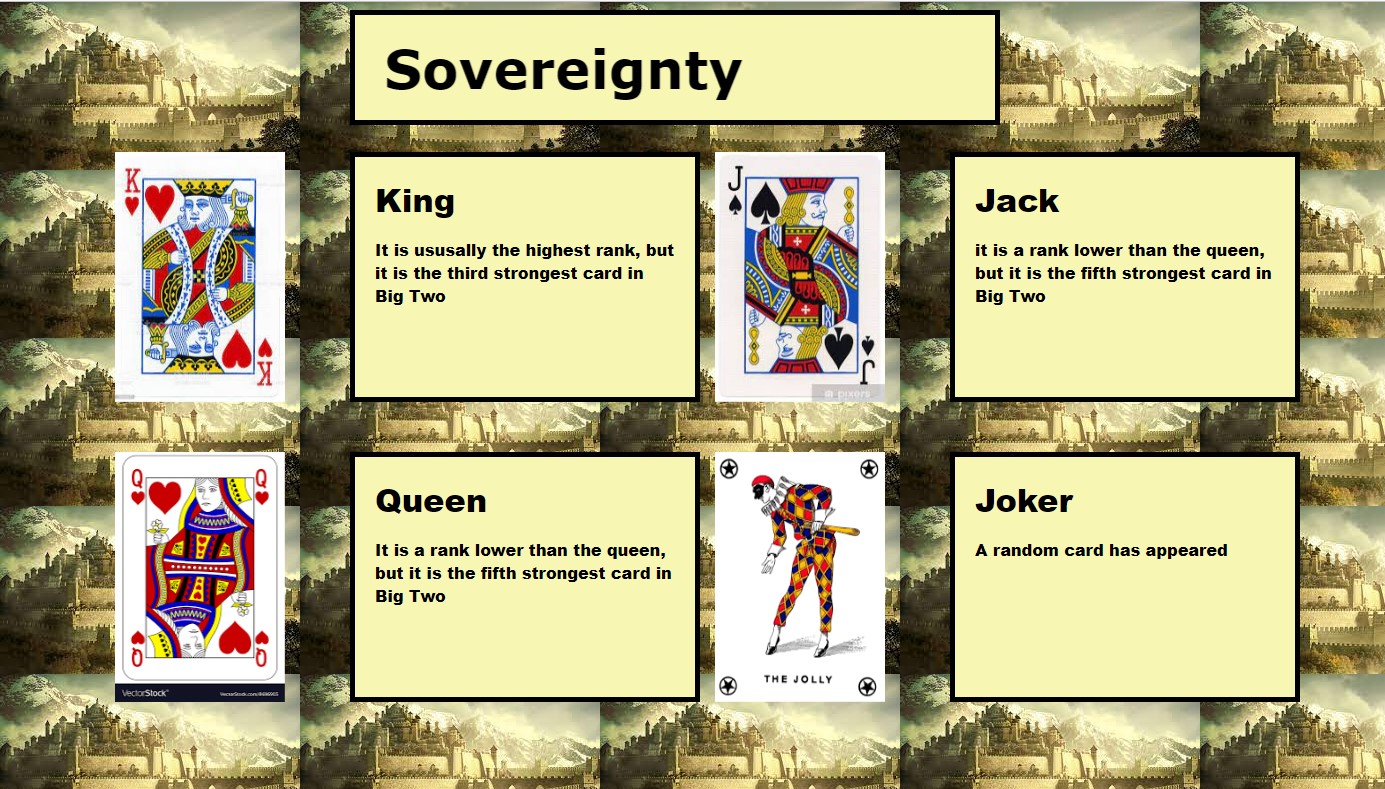 Sovereignty
K
King
It is ususally the highest rank, but
it is the third strongest card in
Big Two
K
J
Jack
it is a rank lower than the queen,
but it is the fifth strongest card in
Big Two
J
Q Q
Queen
It is a rank lower than the queen,
but it is the fifth strongest card in
Big Two
Q Q
VectorStock
THE JOLLY
Joker
A random card has appeared